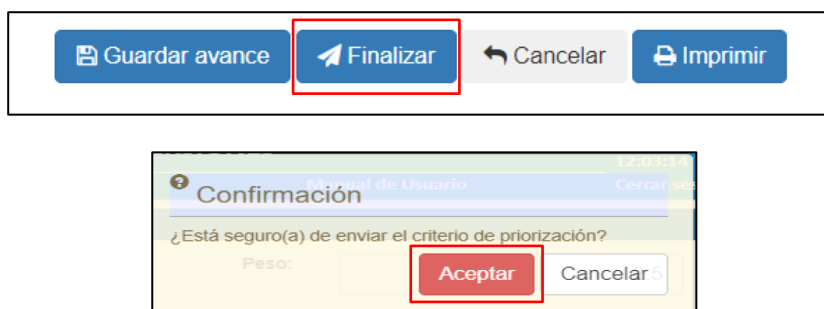 Guardar avance Finalizar Cancelar Imprimir
12:03:14
Manual de Usuario Cerrar ses
Confirmación
¿Está seguro(a) de enviar el criterio de priorización?
Peso: 5
Aceptar Cancelar